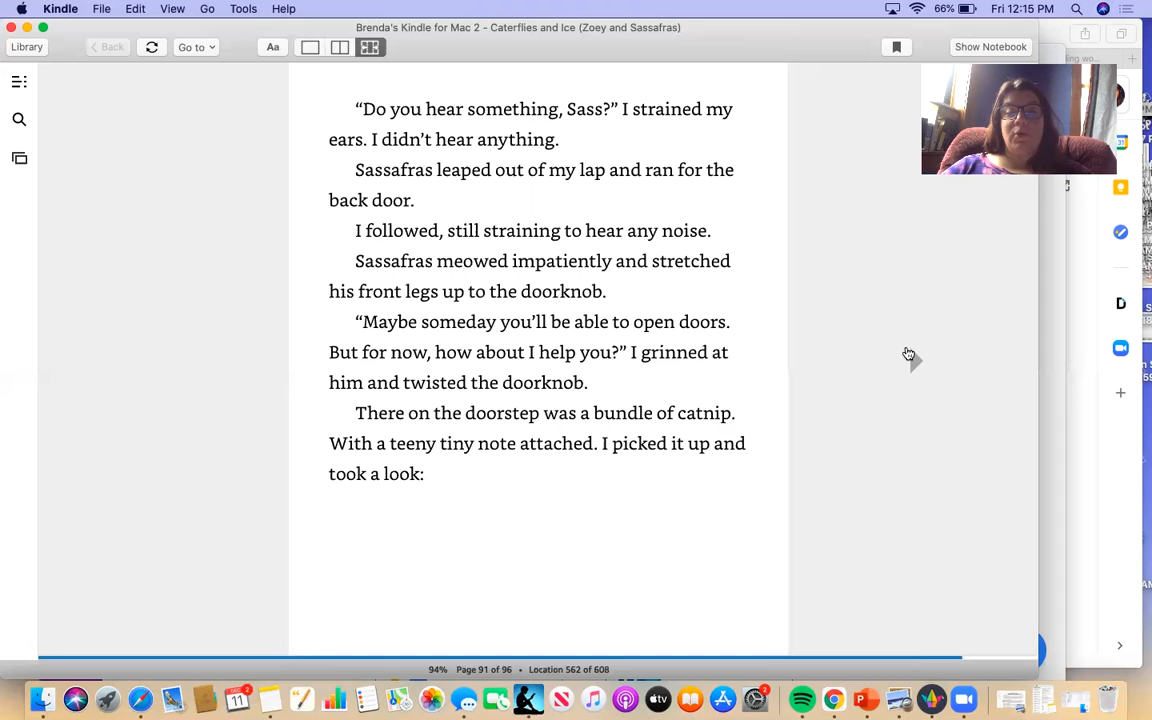 Kindle File Edit View Go Tools Help 66% Fri 12:15 PM
Brenda's Kindle for Mac 2 - Caterflies and Ice (Zoey and Sassafras)
Library Back Go to Aa Show Notebook
“Do you hear something, Sass?” I strained my
ears. I didn’t hear anything.
Sassafras leaped out of my lap and ran for the
back door.
I followed, still straining to hear any noise.
Sassafras meowed impatiently and stretched
his front legs up to the doorknob.
“Maybe someday you’ll be able to open doors.
But for now, how about I help you?” I grinned at
him and twisted the doorknob.
There on the doorstep was a bundle of catnip.
With a teeny tiny note attached. I picked it up and
took a look:
94% Page 91 of 96 • Location 562 of 608